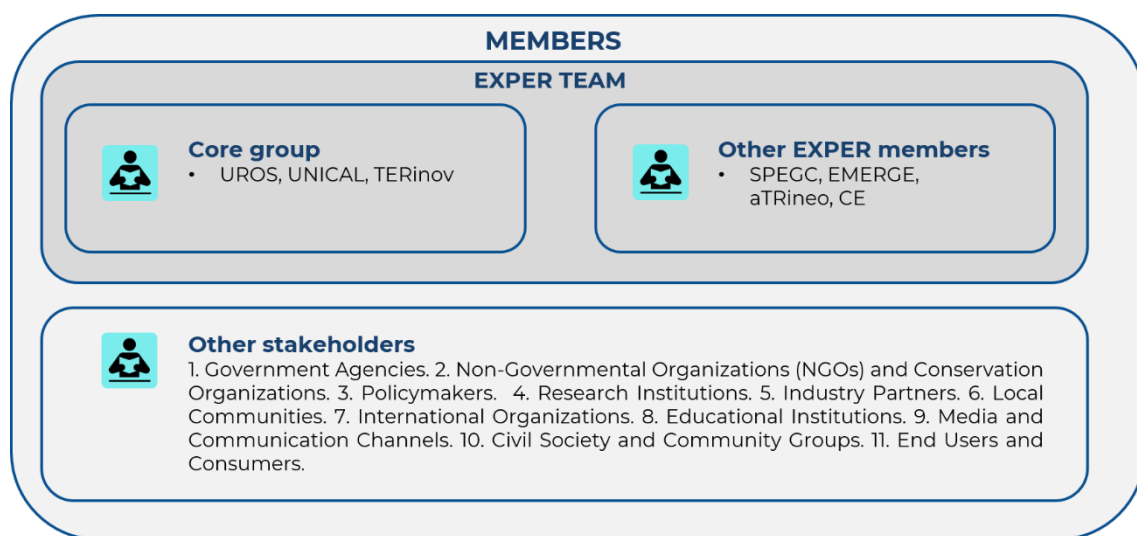 MEMBERS
EXPER TEAM
Core group
• UROS, UNICAL, TERinov
Other EXPER members
• SPEGC, EMERGE,
aTRineo, CE
Other stakeholders
1. Government Agencies. 2. Non-Governmental Organizations (NGOs) and Conservation
Organizations. 3. Policymakers. 4. Research Institutions. 5. Industry Partners. 6. Local
Communities. 7. International Organizations. 8. Educational Institutions. 9. Media and
Communication Channels. 10. Civil Society and Community Groups. 11. End Users and
Consumers.